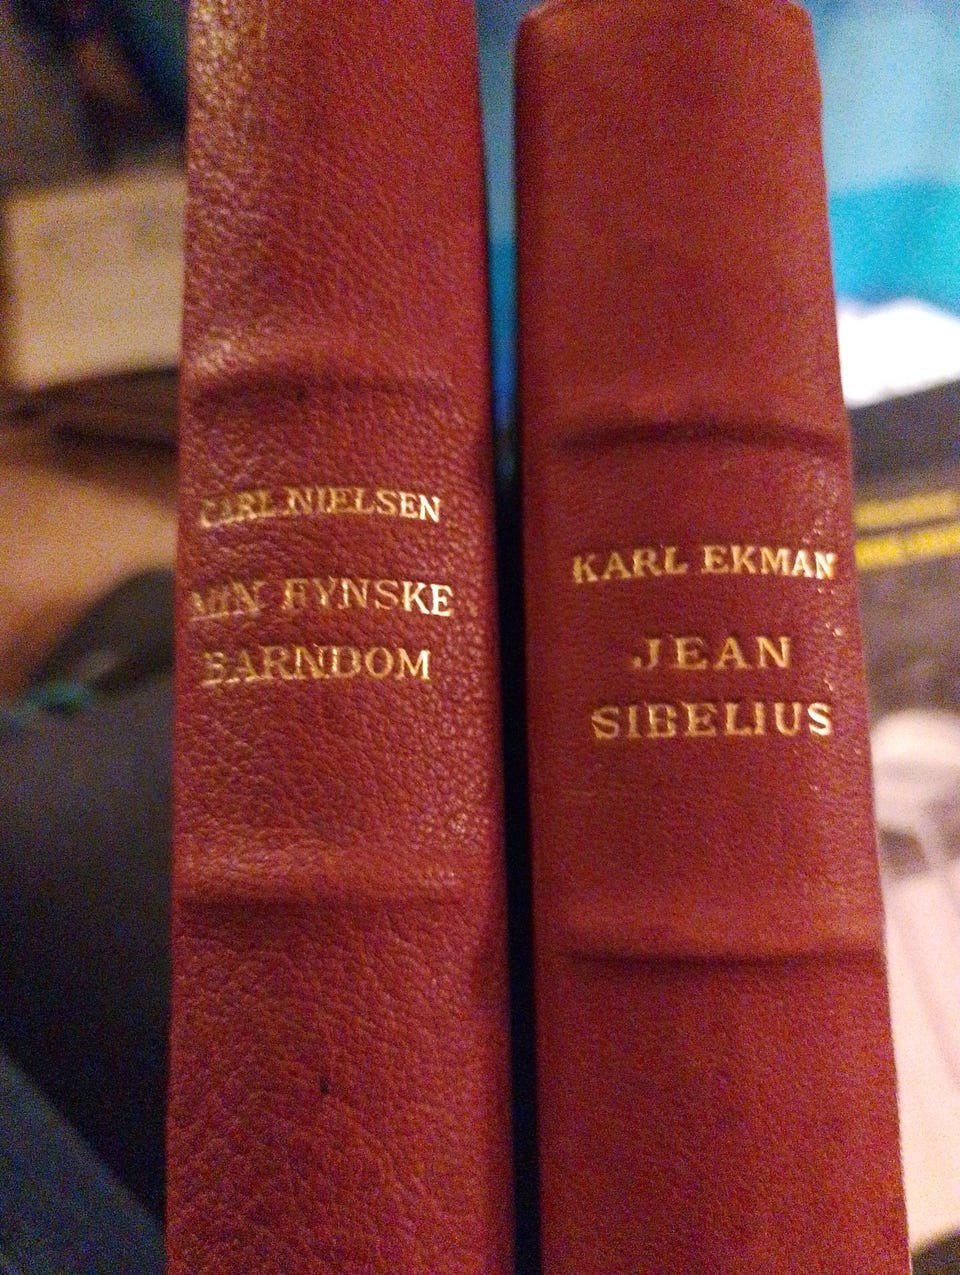 CARL NIELSEN
MIN FYNSKE
BARNDOM
KARL EKMAN
JEAN
SIBELIUS